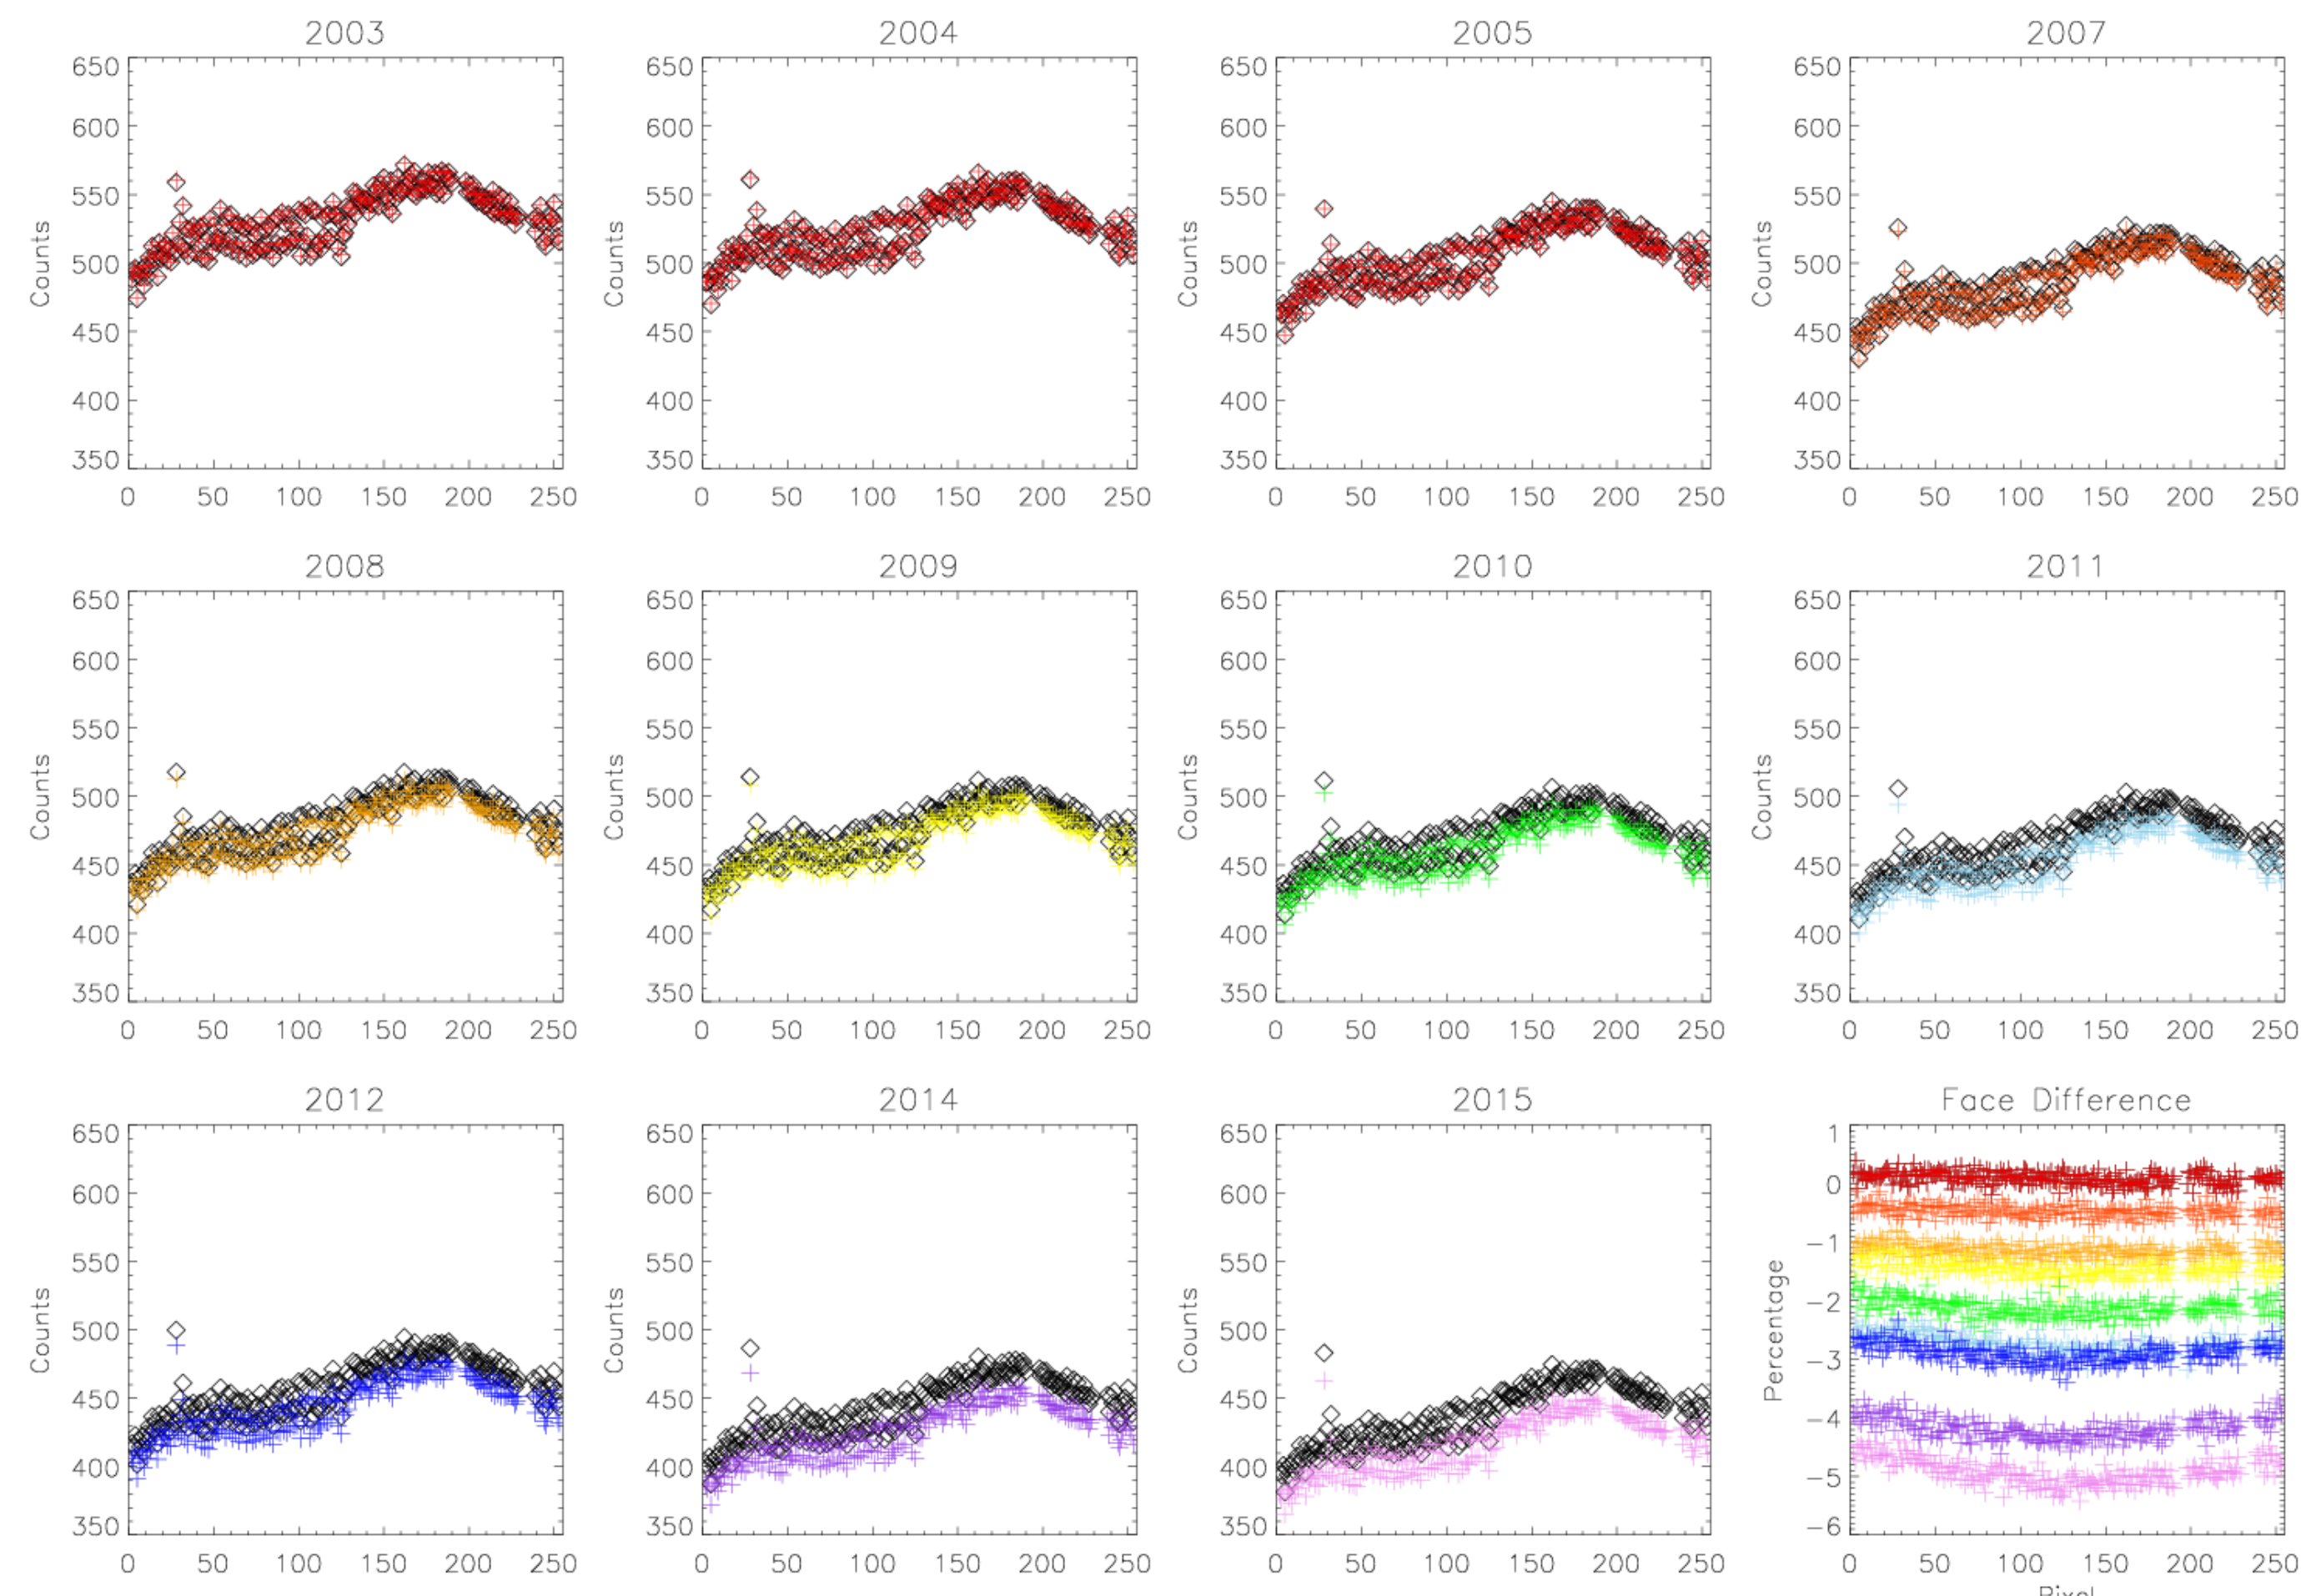 2003 2004 2005 2007
650 650 650 650
600 600 600 600
550 550 550 550
Counts Counts Counts Counts
500 500 500 500
450 450 450 450
400 400 400 400
350 350 350 350
0 50 100 150 200 250 0 50 100 150 200 250 0 50 100 150 200 250 0 50 100 150 200 250
2008 2009 2010 2011
650 650 650 650
600 600 600 600
550 550 550 550
Counts Counts Counts Counts
500 500 500 500
450 450 450 450
400 400 400 400
350 350 350 350
0 50 100 150 200 250 0 50 100 150 200 250 0 50 100 150 200 250 0 50 100 150 200 250
2012 2014 2015 Face Difference
650 650 650 1
600 600 600 0
550 550 550 −1
Counts Counts Counts Percentage
500 500 500 −2
450 450 450 −3
400 400 400 −4
350 350 350 −5
−6
0 50 100 150 200 250 0 50 100 150 200 250 0 50 100 150 200 250 0 50 100 150 200 250
Pixel